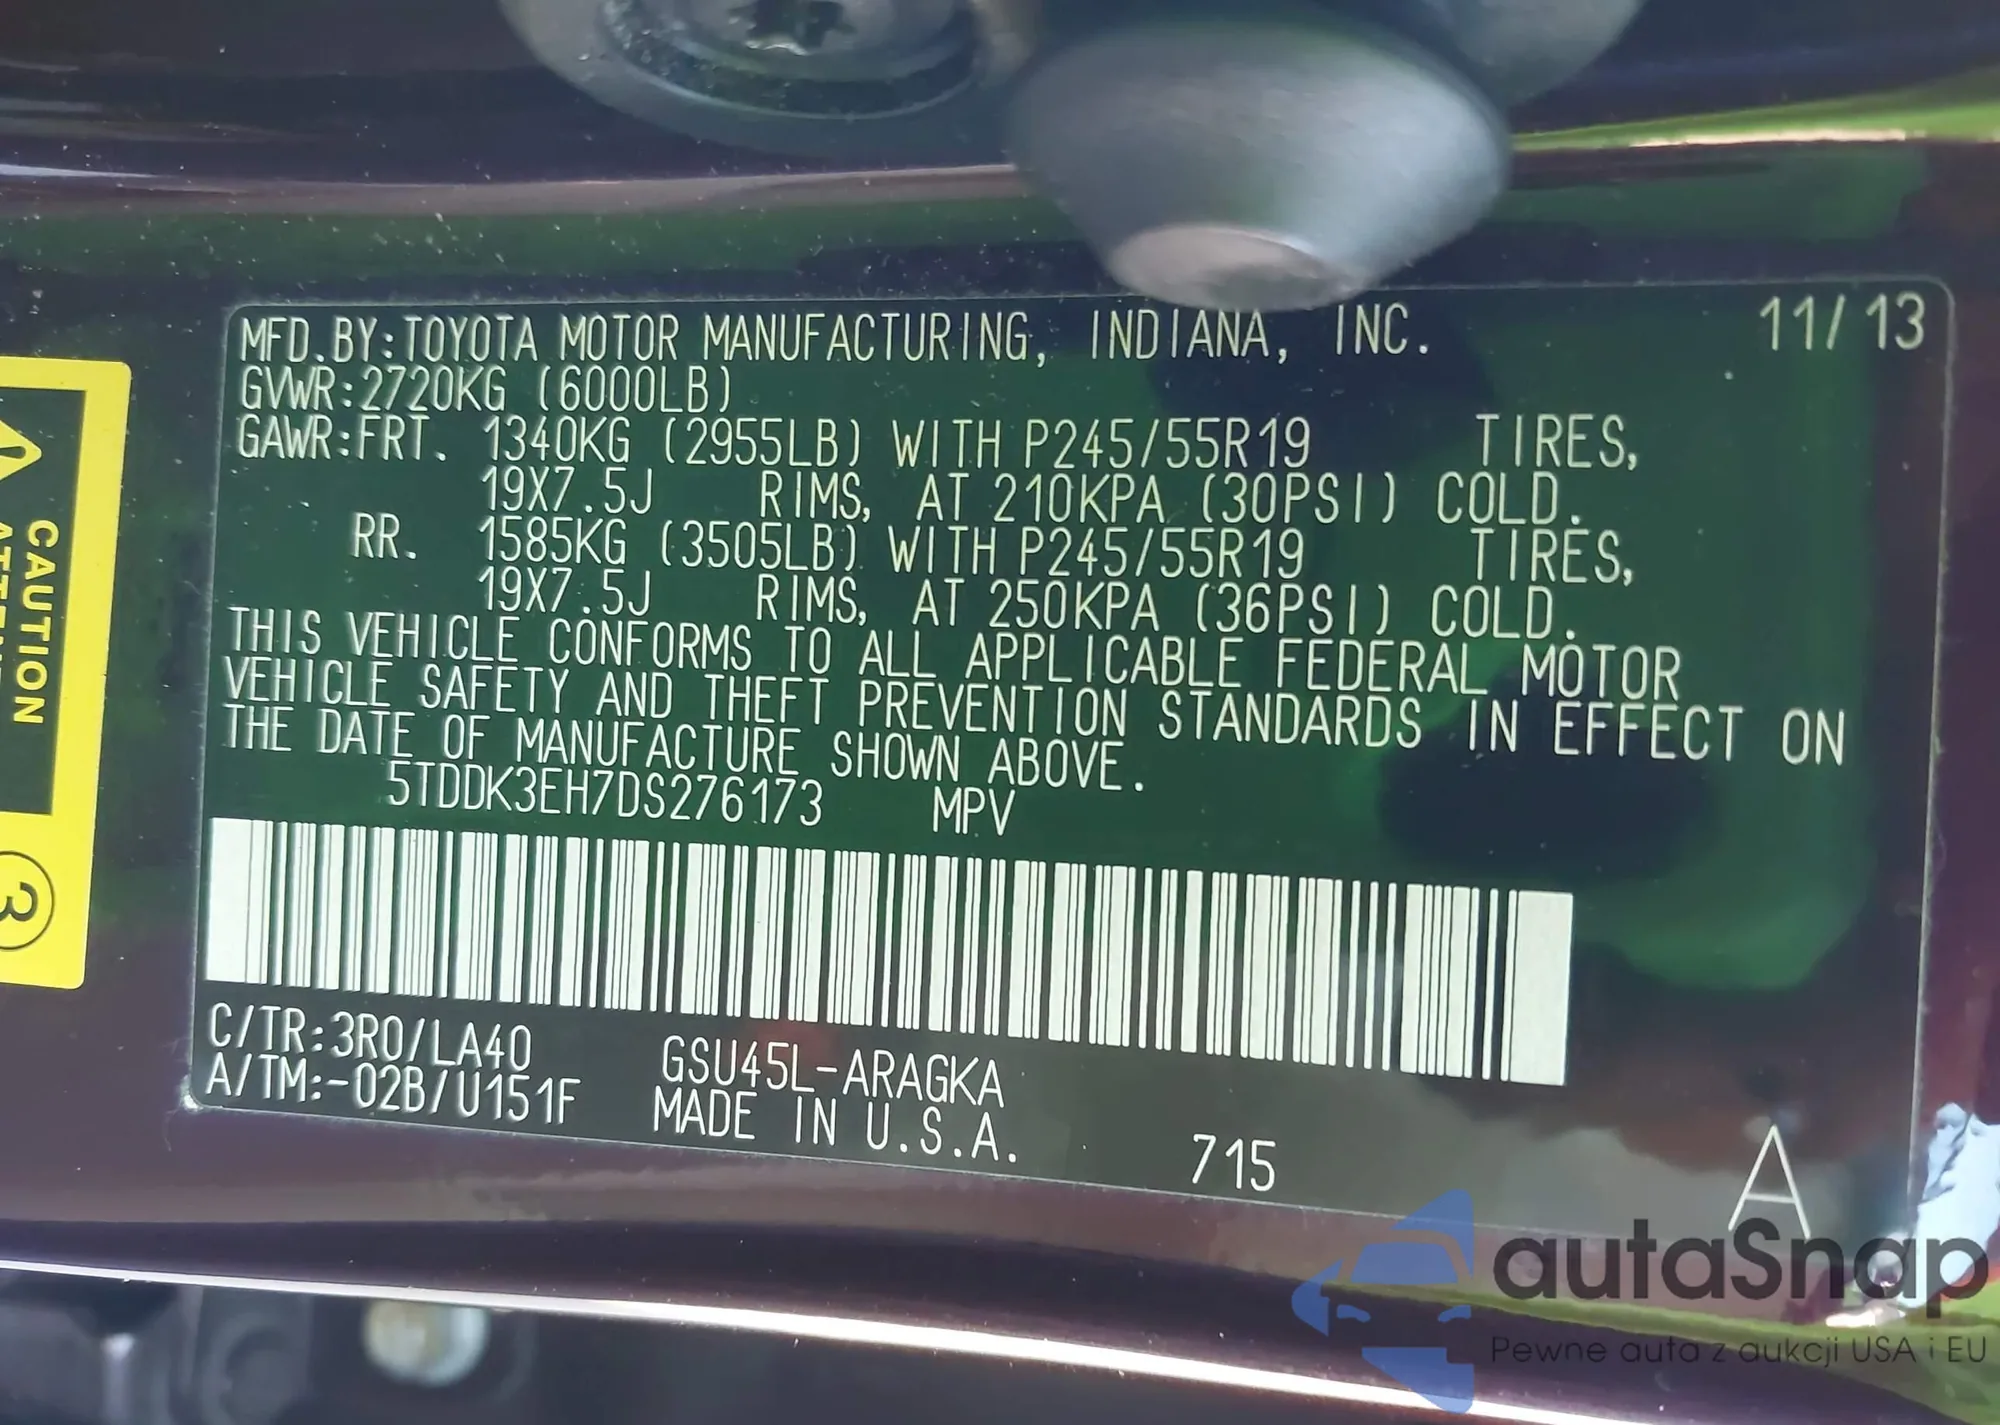 MFD.BY:TOYOTA MOTOR MANUFACTURING, INDIANA, INC. 11/13
GVWR:2720KG (6000LB)
GAWR:FRT. 1340KG (2955LB) WITH P245/55R19 TIRES,
19X7.5J RIMS, AT 210KPA (30PSI) COLD.
RR. 1585KG (3505LB) WITH P245/55R19 TIRES,
19X7.5J RIMS, AT 250KPA (36PSI) COLD.
THIS VEHICLE CONFORMS TO ALL APPLICABLE FEDERAL MOTOR
VEHICLE SAFETY AND THEFT PREVENTION STANDARDS IN EFFECT ON
THE DATE OF MANUFACTURE SHOWN ABOVE.
5TDDK3EH7DS276173 MPV
C/TR:3R0/LA40 GSU45L-ARAGKA
A/TM:-02B/U151F MADE IN U.S.A. 715
A
CAUTION
3
autaSnap
Pewne auta z aukcji USA i EU